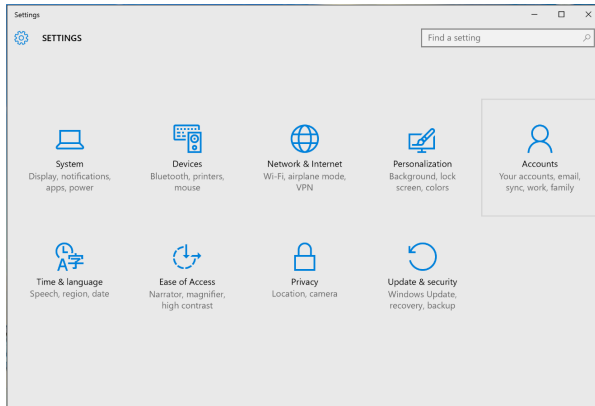 Settings
SETTINGS
Find a setting
System
Display, notifications,
apps, power
Devices
Bluetooth, printers,
mouse
Network & Internet
Wi-Fi, airplane mode,
VPN
Personalization
Background, lock
screen, colors
Accounts
Your accounts, email,
sync, work, family
A字
Time & language
Speech, region, date
Ease of Access
Narrator, magnifier,
high contrast
Privacy
Location, camera
Update & security
Windows Update,
recovery, backup